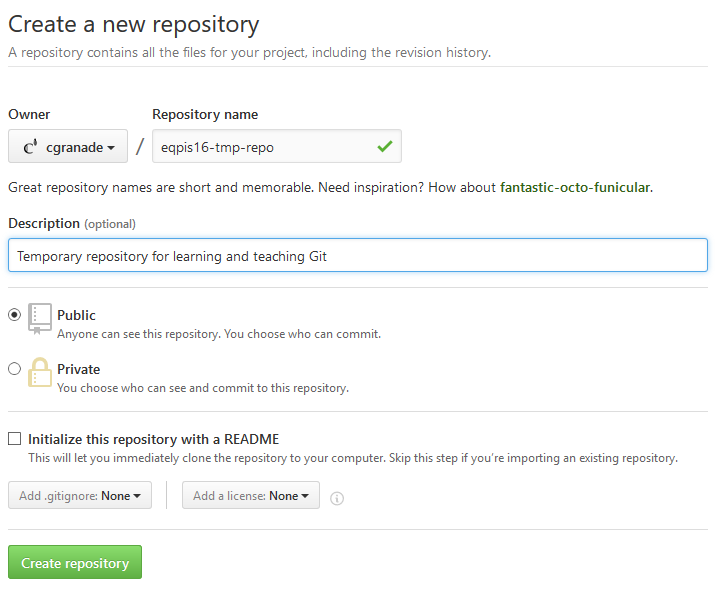 Create a new repository
A repository contains all the files for your project, including the revision history.
Owner Repository name
cgranade / eqpis16-tmp-repo
Great repository names are short and memorable. Need inspiration? How about fantastic-octo-funicular.
Description (optional)
Temporary repository for learning and teaching Git
Public
Anyone can see this repository. You choose who can commit.
Private
You choose who can see and commit to this repository.
Initialize this repository with a README
This will let you immediately clone the repository to your computer. Skip this step if you're importing an existing repository.
Add .gitignore: None Add a license: None
Create repository